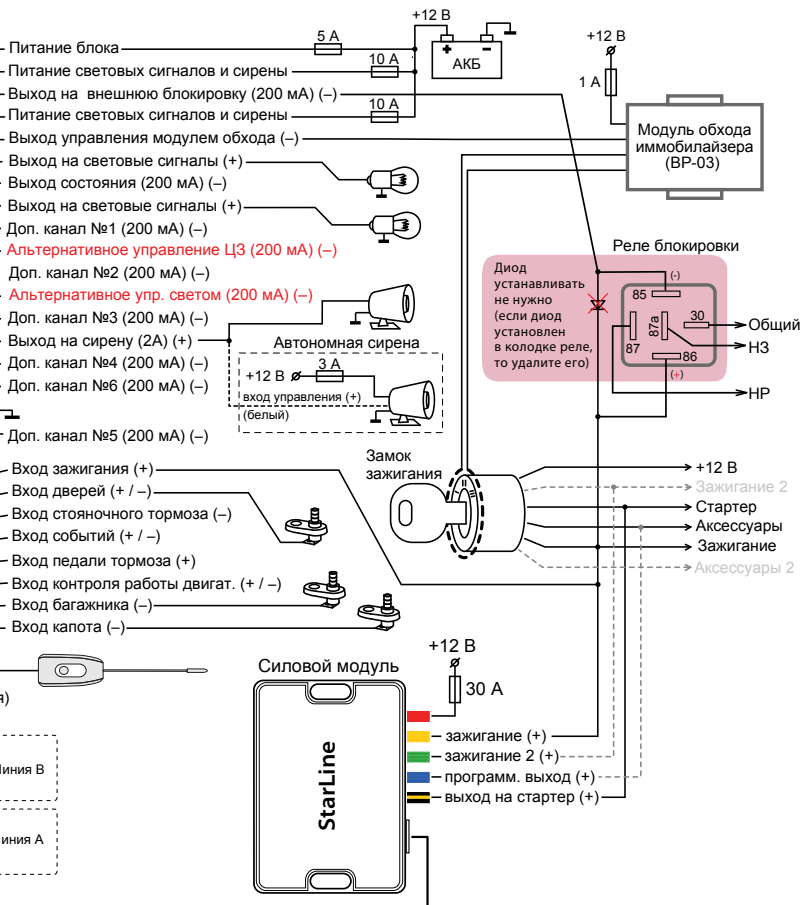 +12 В
Питание блока
5 А
АКБ
+12 В
Питание световых сигналов и сирены
10 А
1 А
Выход на внешнюю блокировку (200 мА) (–)
Питание световых сигналов и сирены
10 А
Выход управления модулем обхода (–)
Модуль обхода
иммобилайзера
(BP-03)
Выход на световые сигналы (+)
Выход состояния (200 мА) (–)
Выход на световые сигналы (+)
Доп. канал №1 (200 мА) (–)
Альтернативное управление ЦЗ (200 мА) (–)
Доп. канал №2 (200 мА) (–)
Альтернативное упр. светом (200 мА) (–)
Доп. канал №3 (200 мА) (–)
Выход на сирену (2А) (+)
Доп. канал №4 (200 мА) (–)
Доп. канал №6 (200 мА) (–)
Доп. канал №5 (200 мА) (–)
Автономная сирена
+12 В
3 А
вход управления (+)
(белый)
Реле блокировки
Диод
устанавливать
не нужно
(если диод
установлен
в колодке реле,
то удалите его)
(-)
85
30
87а
87
86
(+)
Общий
НЗ
НР
Вход зажигания (+)
Вход дверей (+ / –)
Вход стояночного тормоза (–)
Вход событий (+ / –)
Вход педали тормоза (+)
Вход контроля работы двигат. (+ / –)
Вход багажника (–)
Вход капота (–)
Замок
зажигания
+12 В
Зажигание 2
Стартер
Аксессуары
Зажигание
Аксессуары 2
я)
Линия В
иния А
Силовой модуль
+12 В
30 А
StarLine
зажигание (+)
зажигание 2 (+)
программ. выход (+)
выход на стартер (+)